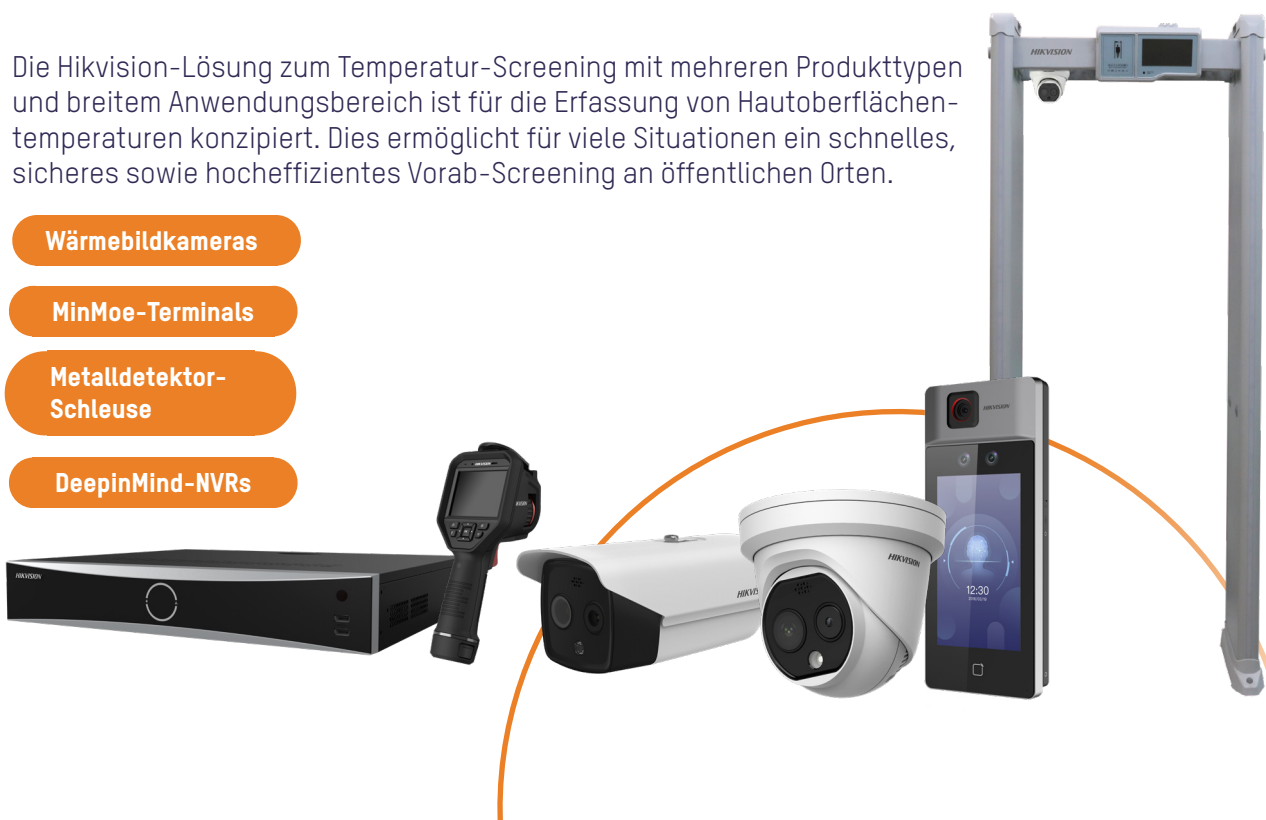 Die Hikvision-Lösung zum Temperatur-Screening mit mehreren Produkttypen
und breitem Anwendungsbereich ist für die Erfassung von Hautoberflächen-
temperaturen konzipiert. Dies ermöglicht für viele Situationen ein schnelles,
sicheres sowie hocheffizientes Vorab-Screening an öffentlichen Orten.
Wärmebildkameras
MinMoe-Terminals
Metalldetektor-
Schleuse
DeepinMind-NVRs
HIKVISION
HIKVISION
HIKVISION
HIKVISION
HIKVISION
12:30